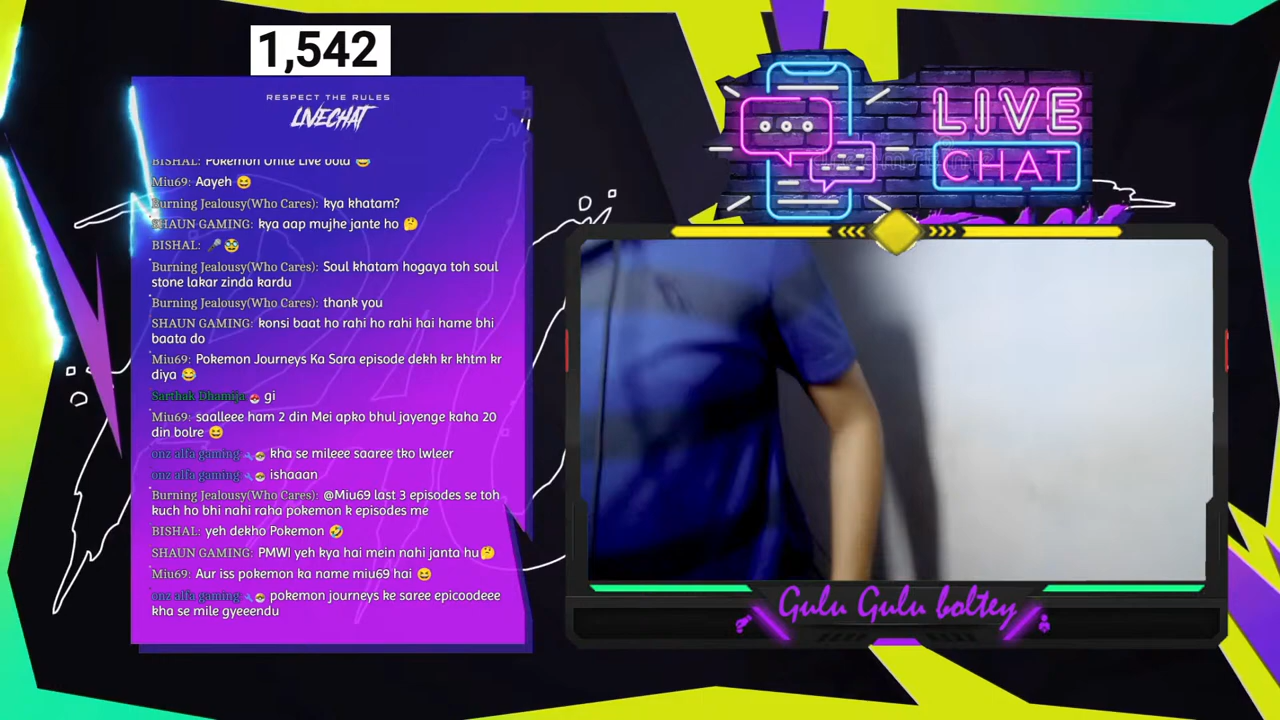 1,542
RESPECT THE RULES
LIVECHAT
BISHAL: Pokemon Unite Live bolu 😎
Miu69: Aayeh 😆
Burning Jealousy(Who Cares): kya khatam?
SHAUN GAMING: kya aap mujhe jante ho 🤔
BISHAL: 🎤 🥸
Burning Jealousy(Who Cares): Soul khatam hogaya toh soul
stone lakar zinda kardu
Burning Jealousy(Who Cares): thank you
SHAUN GAMING: konsi baat ho rahi ho rahi hai hame bhi
baata do
Miu69: Pokemon Journeys Ka Sara episode dekh kr khtm kr
diya 😆
Sarthak Dhamija gi
Miu69: saalleee ham 2 din Mei apko bhul jayenge kaha 20
din bolre 😆
onz alfa gaming kha se mileee saaree tko lwleer
onz alfa gaming ishaaan
Burning Jealousy(Who Cares): @Miu69 last 3 episodes se toh
kuch ho bhi nahi raha pokemon k episodes me
BISHAL: yeh dekho Pokemon 🤣
SHAUN GAMING: PMWI yeh kya hai mein nahi janta hu🤔
Miu69: Aur iss pokemon ka name miu69 hai 😆
onz alfa gaming pokemon journeys ke saree epicoodeee
kha se mile gyeeendu
LIVE
CHAT
Gulu Gulu boltey